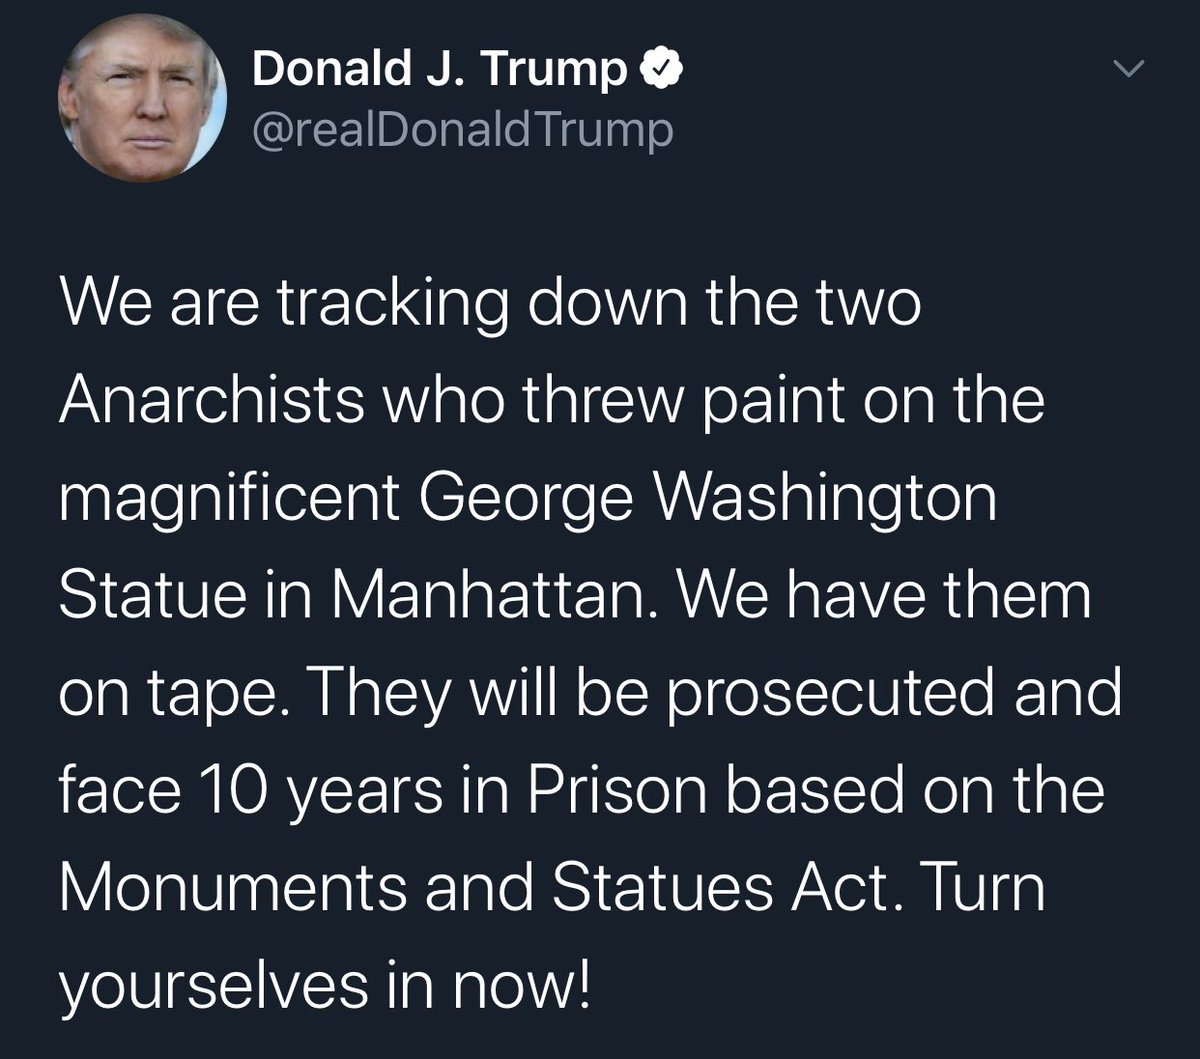 Donald J. Trump
@realDonaldTrump
We are tracking down the two
Anarchists who threw paint on the
magnificent George Washington
Statue in Manhattan. We have them
on tape. They will be prosecuted and
face 10 years in Prison based on the
Monuments and Statues Act. Turn
yourselves in now!